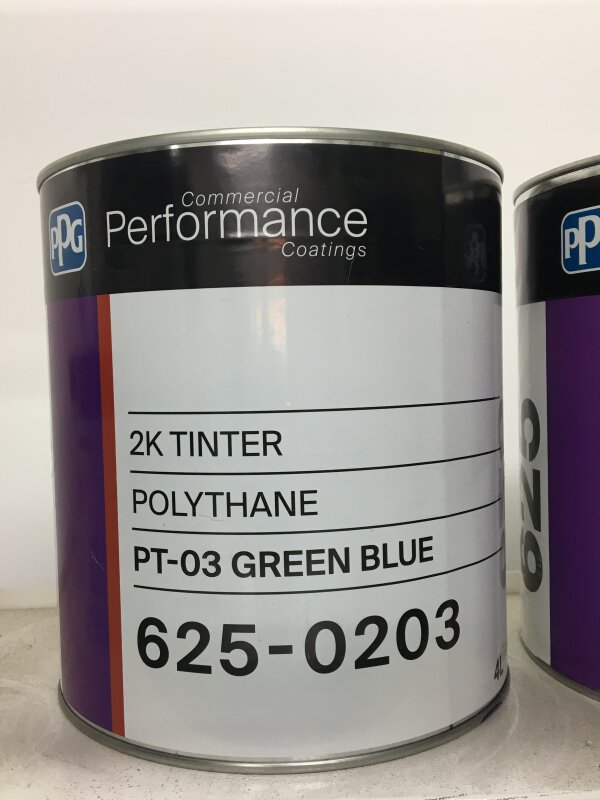 PPG
Commercial
Performance
Coatings
2K TINTER
POLYTHANE
PT-03 GREEN BLUE
625-0203
4L
PPG